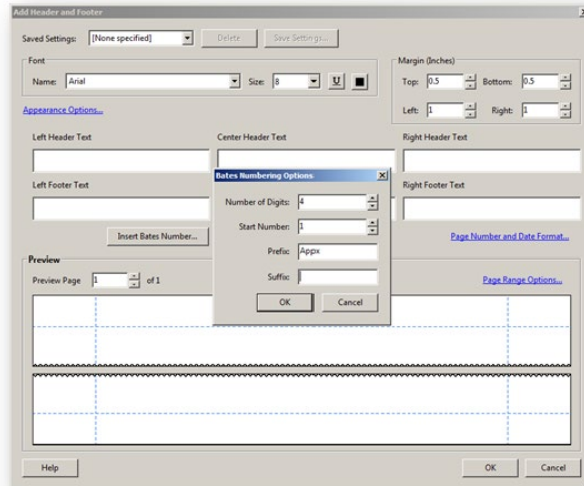 Add Header and Footer
Saved Settings: [None specified] Delete Save Settings...
Font
Name: Arial Size: 8 U
Margin (Inches)
Top: 0.5 Bottom: 0.5
Left: 1 Right: 1
Appearance Options...
Left Header Text Center Header Text Right Header Text
Left Footer Text Right Footer Text
Bates Numbering Options
Number of Digits: 4
Start Number: 1
Prefix: Appx
Suffix:
OK Cancel
Insert Bates Number... Page Number and Date Format...
Preview
Preview Page 1 of 1 Page Range Options...
Help OK Cancel